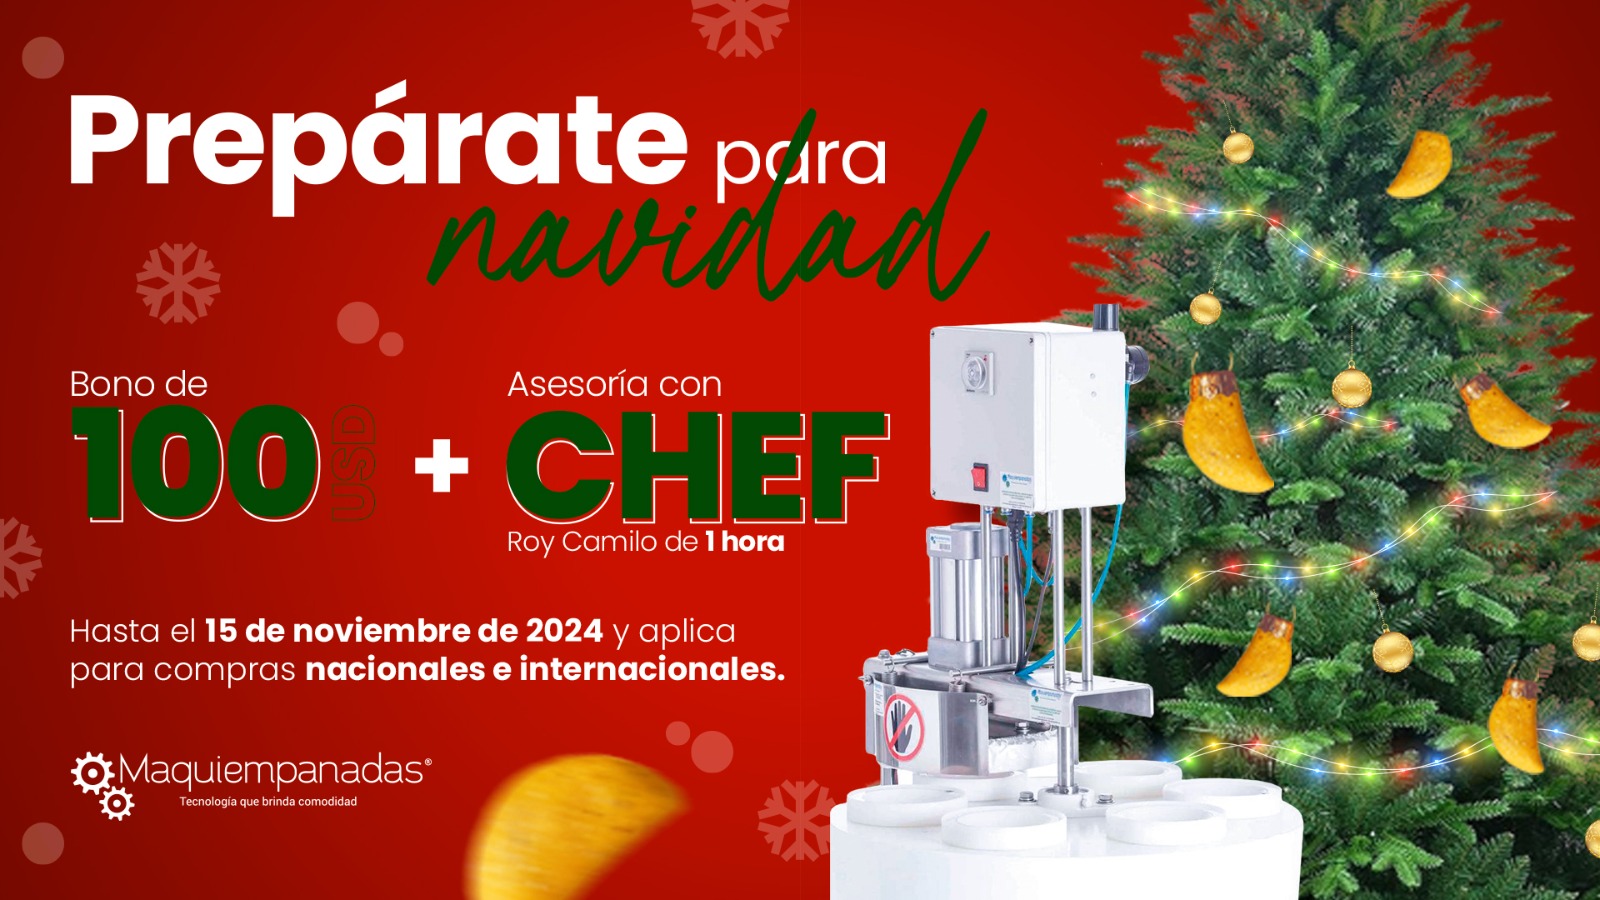 Prepárate para
navidad
Bono de
100 USD
+
Asesoría con
CHEF
Roy Camilo de 1 hora
Hasta el 15 de noviembre de 2024 y aplica
para compras nacionales e internacionales.
Maquiempanadas®
Tecnología que brinda comodidad